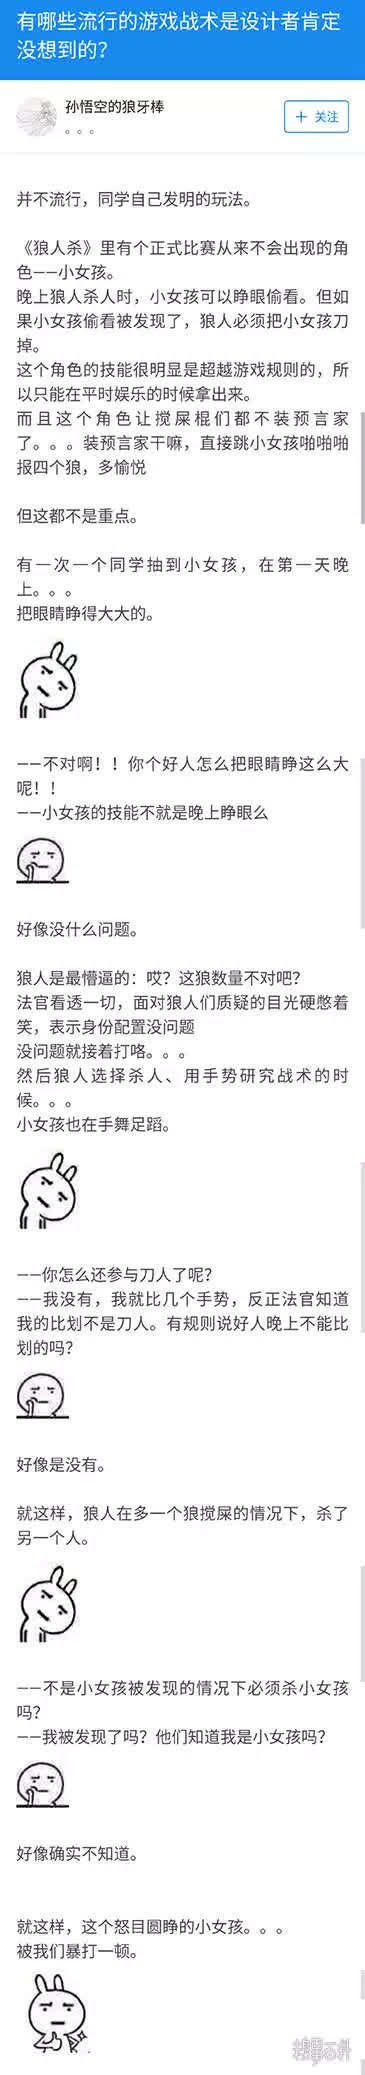 有哪些流行的游戏战术是设计者肯定
没想到的？
孙悟空的狼牙棒
。。。
＋ 关注
并不流行，同学自己发明的玩法。
《狼人杀》里有个正式比赛从来不会出现的角
色——小女孩。
晚上狼人杀人时，小女孩可以睁眼偷看。但如
果小女孩偷看被发现了，狼人必须把小女孩刀
掉。
这个角色的技能很明显是超越游戏规则的，所
以只能在平时娱乐的时候拿出来。
而且这个角色让搅屎棍们都不装预言家
了。。。装预言家干嘛，直接跳小女孩啪啪啪
报四个狼，多愉悦
但这都不是重点。
有一次一个同学抽到小女孩，在第一天晚
上。。。
把眼睛睁得大大的。
——不对啊！！你个好人怎么把眼睛睁这么大
呢！！
——小女孩的技能不就是晚上睁眼么
好像没什么问题。
狼人是最懵逼的：哎？这狼数量不对吧？
法官看透一切，面对狼人们质疑的目光硬憋着
笑，表示身份配置没问题
没问题就接着打咯。。。
然后狼人选择杀人、用手势研究战术的时
候。。。
小女孩也在手舞足蹈。
——你怎么还参与刀人了呢？
——我没有，我就比几个手势，反正法官知道
我的比划不是刀人。有规则说好人晚上不能比
划的吗？
好像是没有。
就这样，狼人在多一个狼搅屎的情况下，杀了
另一个人。
——不是小女孩被发现的情况下必须杀小女孩
吗？
——我被发现了吗？他们知道我是小女孩吗？
好像确实不知道。
就这样，这个怒目圆睁的小女孩。。。
被我们暴打一顿。